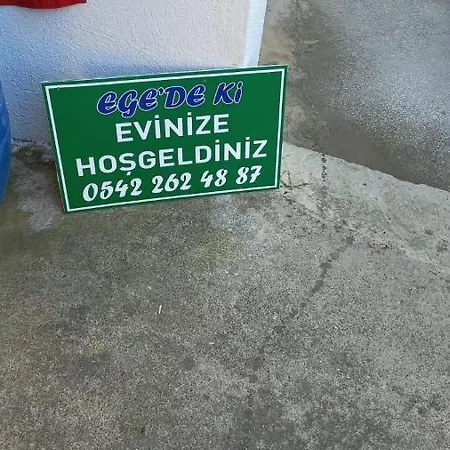 EGE'DE Kİ
EVİNİZE
HOŞGELDİNİZ
0542 262 48 87